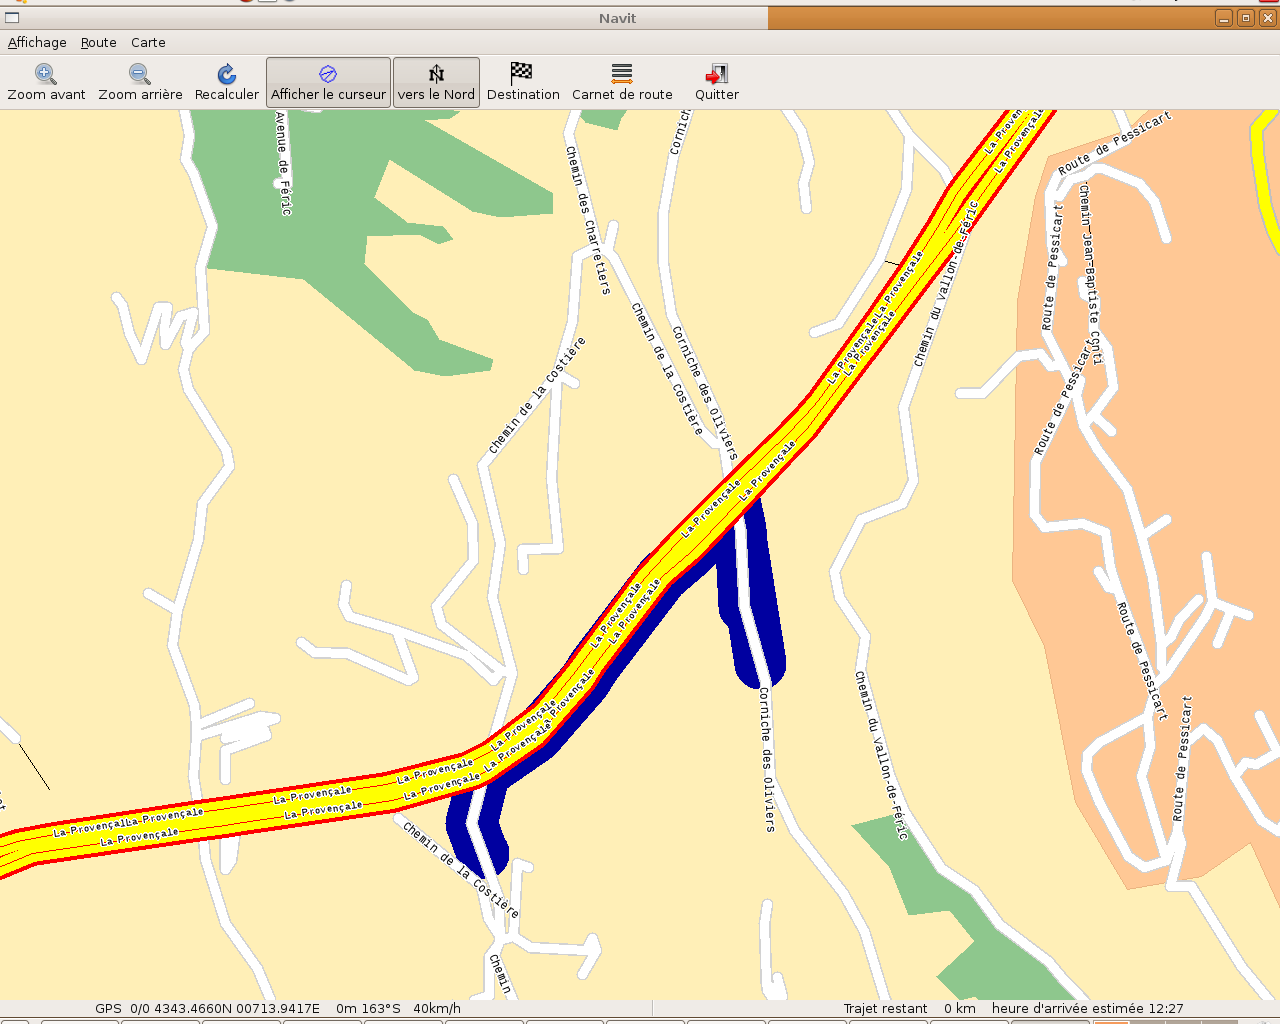 Navit
Affichage Route Carte
Zoom avant Zoom arrière Recalculer Afficher le curseur vers le Nord Destination Carnet de route Quitter
Avenue de Féric
Chemin des Charretiers
La-Provençale
La-Provençale
Route de Pessicart
Chemin Jean-Baptiste Conti
Route de Pessicart
Chemin du Vallon-de-Féric
La-Provençale
La-Provençale
La-Provençale
La-Provençale
Chemin de la Costière
Corniche des Oliviers
Chemin de la Costière
Route de Pessicart
La-Provençale
La-Provençale
La-Provençale
La-Provençale
Route de Pessicart
Chemin du Vallon-de-Féric
Corniche des Oliviers
Route de Pessicart
La-Provençale
La-Provençale
La-Provençale
La-Provençale
La-Provençale
La-Provençale
La-Provençale
La-Provençale
La-Provençale
La-Provençale
Chemin de la Costière
Chemin
GPS 0/0 4343.4660N 00713.9417E 0m 163°S 40km/h Trajet restant 0 km heure d'arrivée estimée 12:27